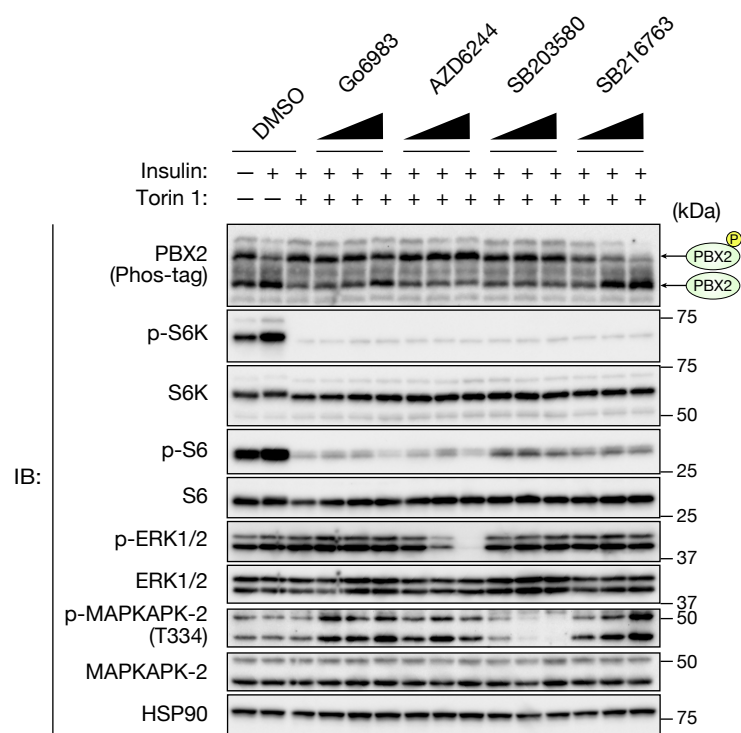 DMSO
Go6983
AZD6244
SB203580
SB216763
Insulin: — + + + + + + + + + + + + + +
Torin 1: — — + + + + + + + + + + + + +
(kDa)
PBX2
(Phos-tag)
P
PBX2
PBX2
p-S6K
75
S6K
75
50
p-S6
25
S6
25
p-ERK1/2
37
ERK1/2
37
p-MAPKAPK-2
(T334)
50
MAPKAPK-2
50
HSP90
75
IB: